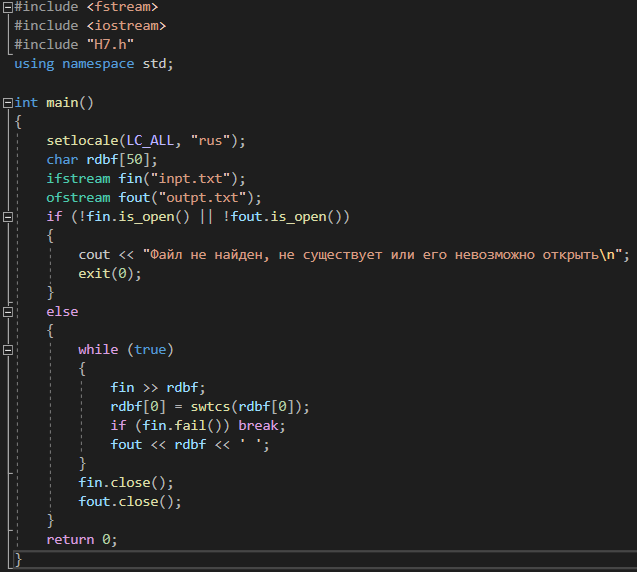 #include <fstream>
#include <iostream>
#include "H7.h"
using namespace std;
int main()
{
setlocale(LC_ALL, "rus");
char rdbf[50];
ifstream fin("inpt.txt");
ofstream fout("outpt.txt");
if (!fin.is_open() || !fout.is_open())
{
cout << "Файл не найден, не существует или его невозможно открыть\n";
exit(0);
}
else
{
while (true)
{
fin >> rdbf;
rdbf[0] = swtcs(rdbf[0]);
if (fin.fail()) break;
fout << rdbf << ' ';
}
fin.close();
fout.close();
}
return 0;
}